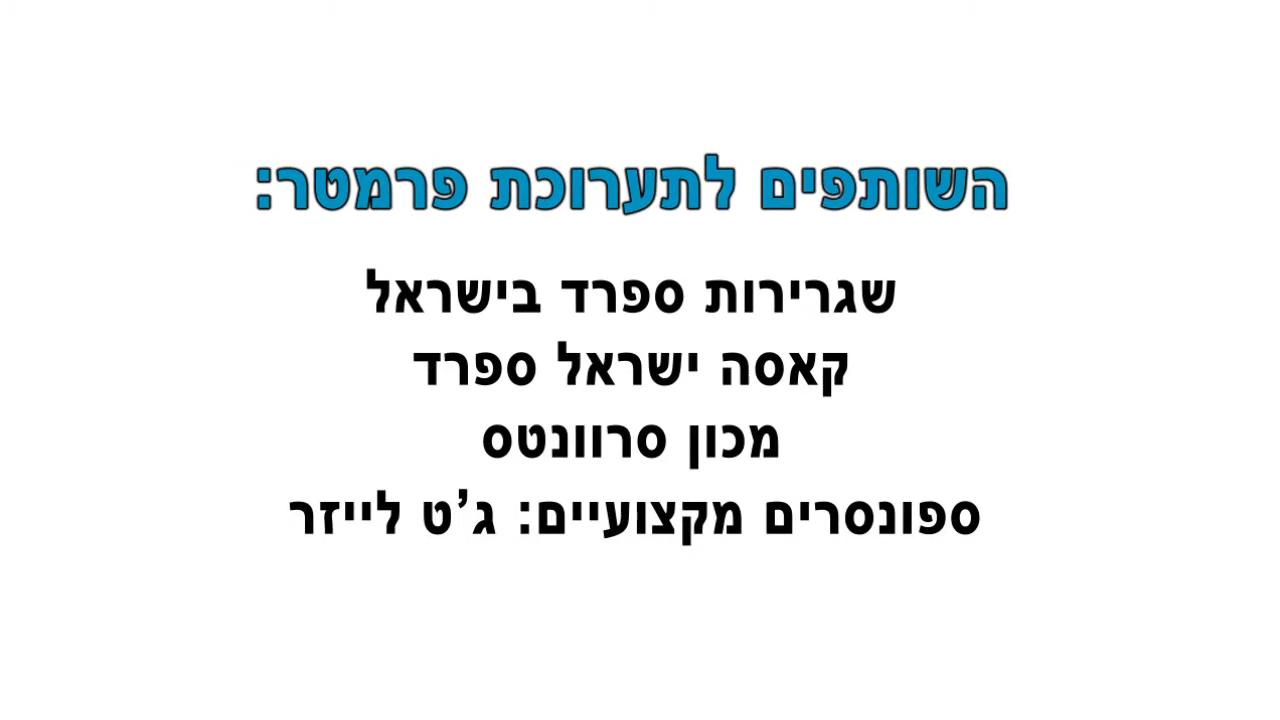 השותפים לתערוכת פרמטר:
שגרירות ספרד בישראל
קאסה ישראל ספרד
מכון סרוונטס
ספונסרים מקצועיים: ג'ט לייזר